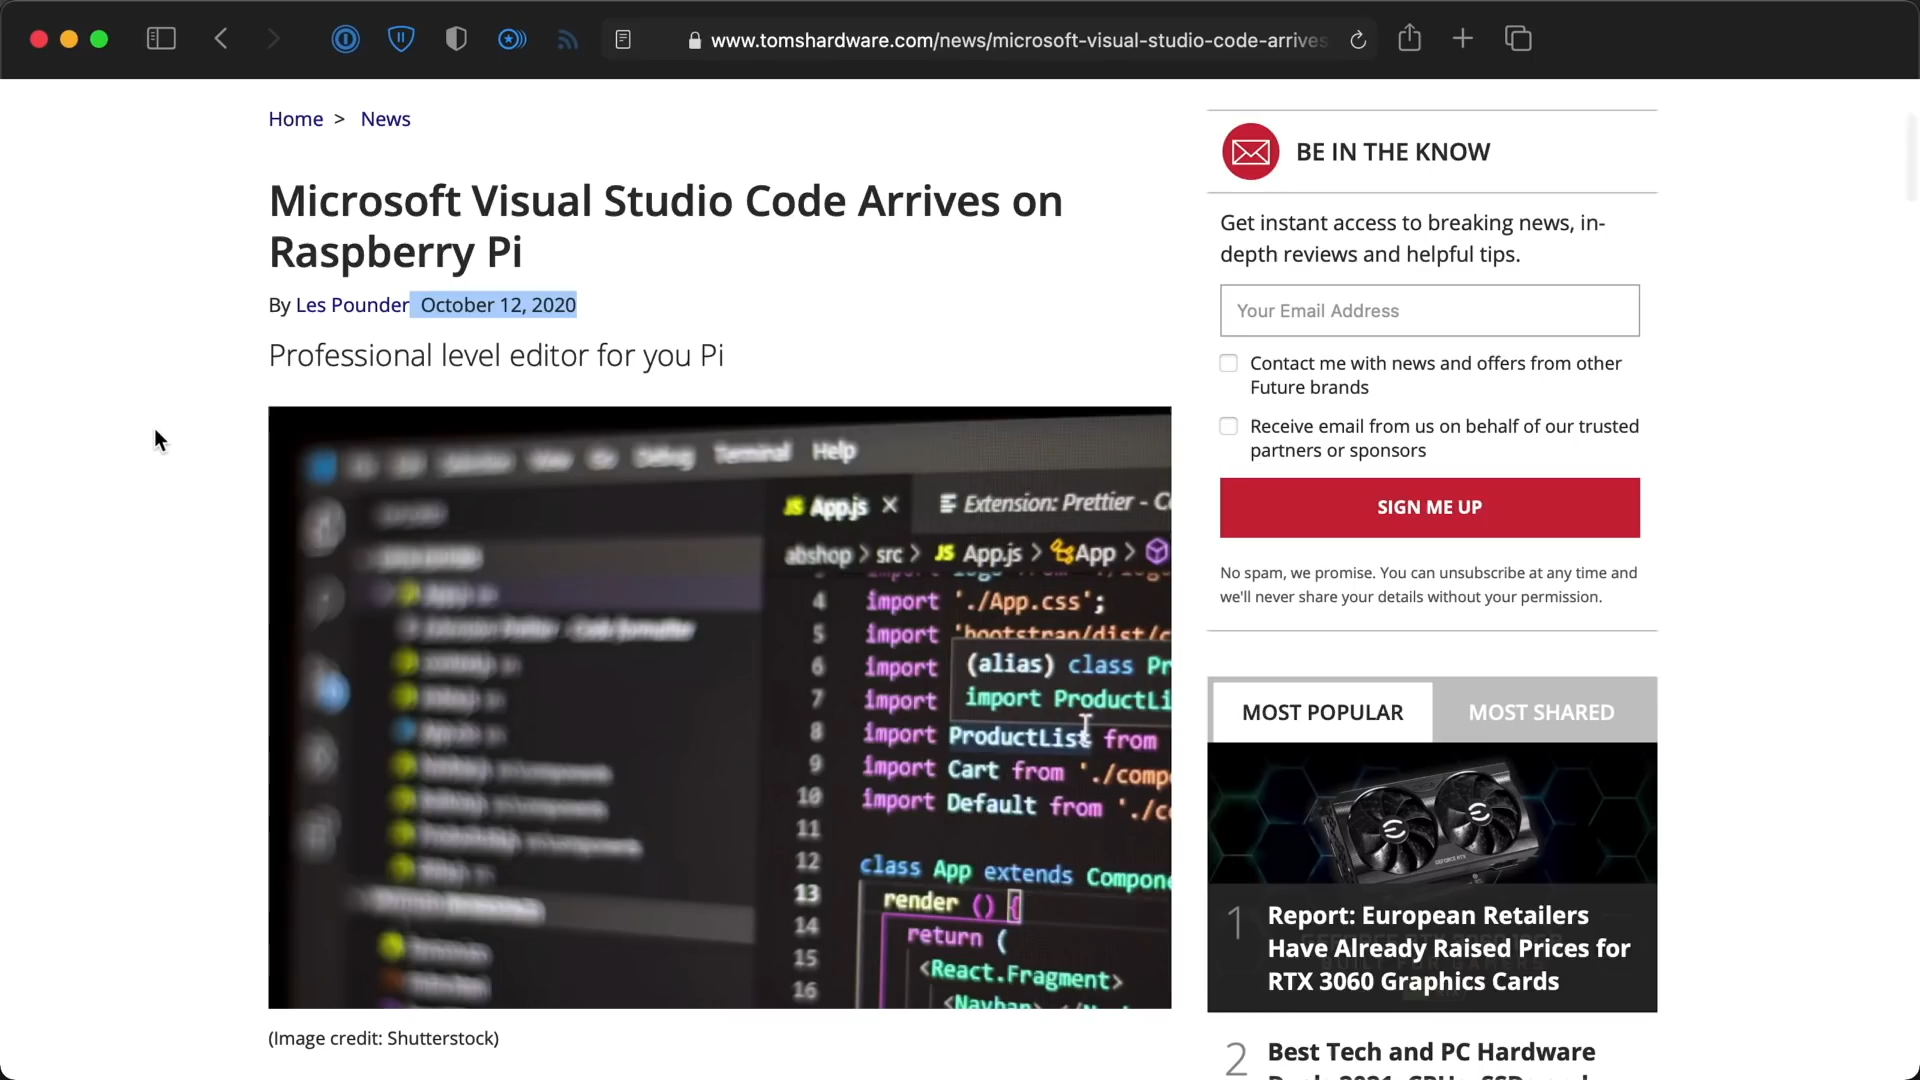 www.tomshardware.com/news/microsoft-visual-studio-code-arrives
Home > News
Microsoft Visual Studio Code Arrives on
Raspberry Pi
By Les Pounder October 12, 2020
Professional level editor for you Pi
Debug Terminal Help
JS App.js × Extension: Prettier - C
abshop > src > JS App.js > App >
4 import './App.css';
5 import 'bootstrap/dist/c
6 import (alias) class Pr
7 import import ProductLi
8 import ProductList from
9 import Cart from './comp
10 import Default from './c
11
12 class App extends Compone
13 render () {
14 return (
15 <React.Fragment>
16 <Navbar>
(Image credit: Shutterstock)
BE IN THE KNOW
Get instant access to breaking news, in-
depth reviews and helpful tips.
Your Email Address
Contact me with news and offers from other
Future brands
Receive email from us on behalf of our trusted
partners or sponsors
SIGN ME UP
No spam, we promise. You can unsubscribe at any time and
we'll never share your details without your permission.
MOST POPULAR MOST SHARED
1 Report: European Retailers
Have Already Raised Prices for
RTX 3060 Graphics Cards
2 Best Tech and PC Hardware